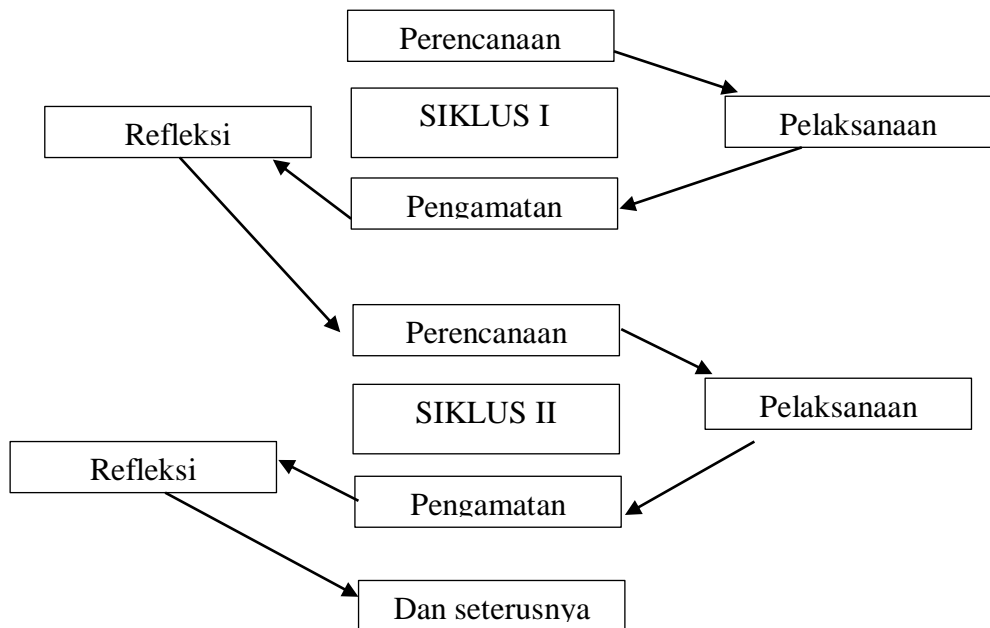 Perencanaan
SIKLUS I
Refleksi
Pelaksanaan
Pengamatan
Perencanaan
SIKLUS II
Pelaksanaan
Refleksi
Pengamatan
Dan seterusnya